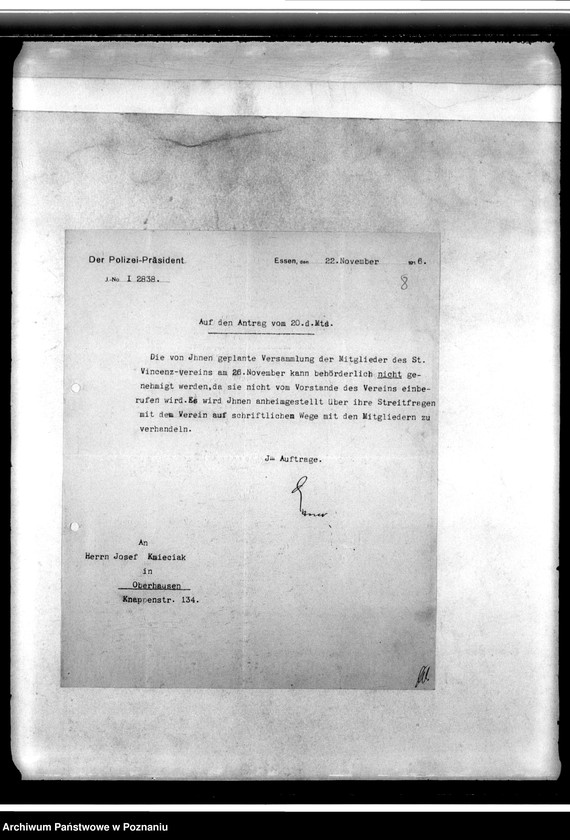 Der Polizei-Präsident
Essen, den 22.November 191 6.
J.-No I 2838.
8
Auf den Antrag vom 20.d.Mts.
Die von Jhnen geplante Versammlung der Mitglieder des St.
Vincenz-Vereins am 26.November kann behördlich nicht ge-
nehmigt werden,da sie nicht vom Vorstande des Vereins einbe-
rufen wird.Es wird Jhnen anheimgestellt über ihre Streitfragen
mit dem Verein auf schriftlichem Wege mit den Mitgliedern zu
verhandeln.
Jm Auftrage.
An
Herrn Josef Kmieciak
in
Oberhausen
Knappenstr. 134.
Archiwum Państwowe w Poznaniu